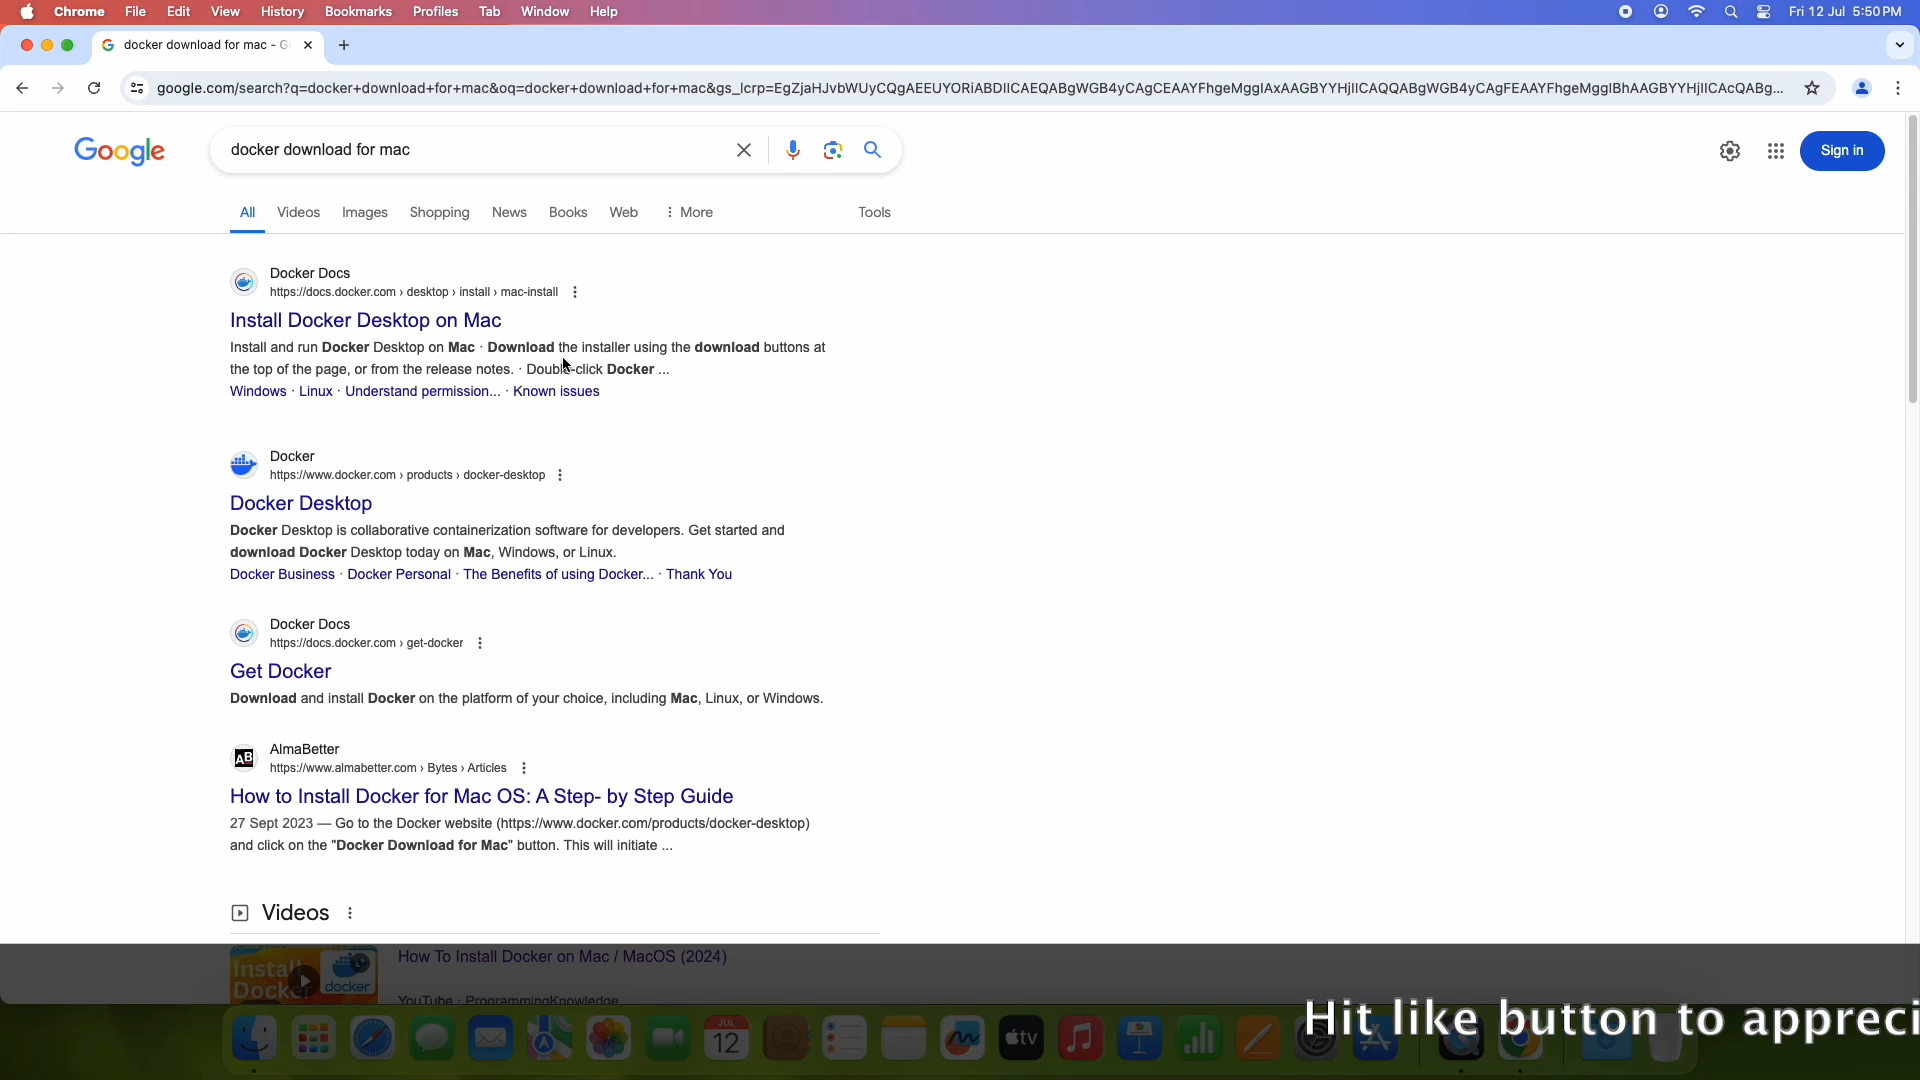 Chrome File Edit View History Bookmarks Profiles Tab Window Help Fri 12 Jul 5:50 PM
docker download for mac - G
google.com/search?q=docker+download+for+mac&oq=docker+download+for+mac&gs_lcrp=
Google docker download for mac Sign in
All Videos Images Shopping News Books Web More Tools
Docker Docs
https://docs.docker.com › desktop › install › mac-install
Install Docker Desktop on Mac
Install and run Docker Desktop on Mac · Download the installer using the download buttons at
the top of the page, or from the release notes. · Double-click Docker ...
Windows · Linux · Understand permission... · Known issues
Docker
https://www.docker.com › products › docker-desktop
Docker Desktop
Docker Desktop is collaborative containerization software for developers. Get started and
download Docker Desktop today on Mac, Windows, or Linux.
Docker Business · Docker Personal · The Benefits of using Docker... · Thank You
Docker Docs
https://docs.docker.com › get-docker
Get Docker
Download and install Docker on the platform of your choice, including Mac, Linux, or Windows.
AB AlmaBetter
https://www.almabetter.com › Bytes › Articles
How to Install Docker for Mac OS: A Step- by Step Guide
27 Sept 2023 — Go to the Docker website (https://www.docker.com/products/docker-desktop)
and click on the "Docker Download for Mac" button. This will initiate ...
Videos
Install
Docker
docker
How To Install Docker on Mac / MacOS (2024)
YouTube · ProgrammingKnowledge
Hit like button to appreci
JUL
12
tv